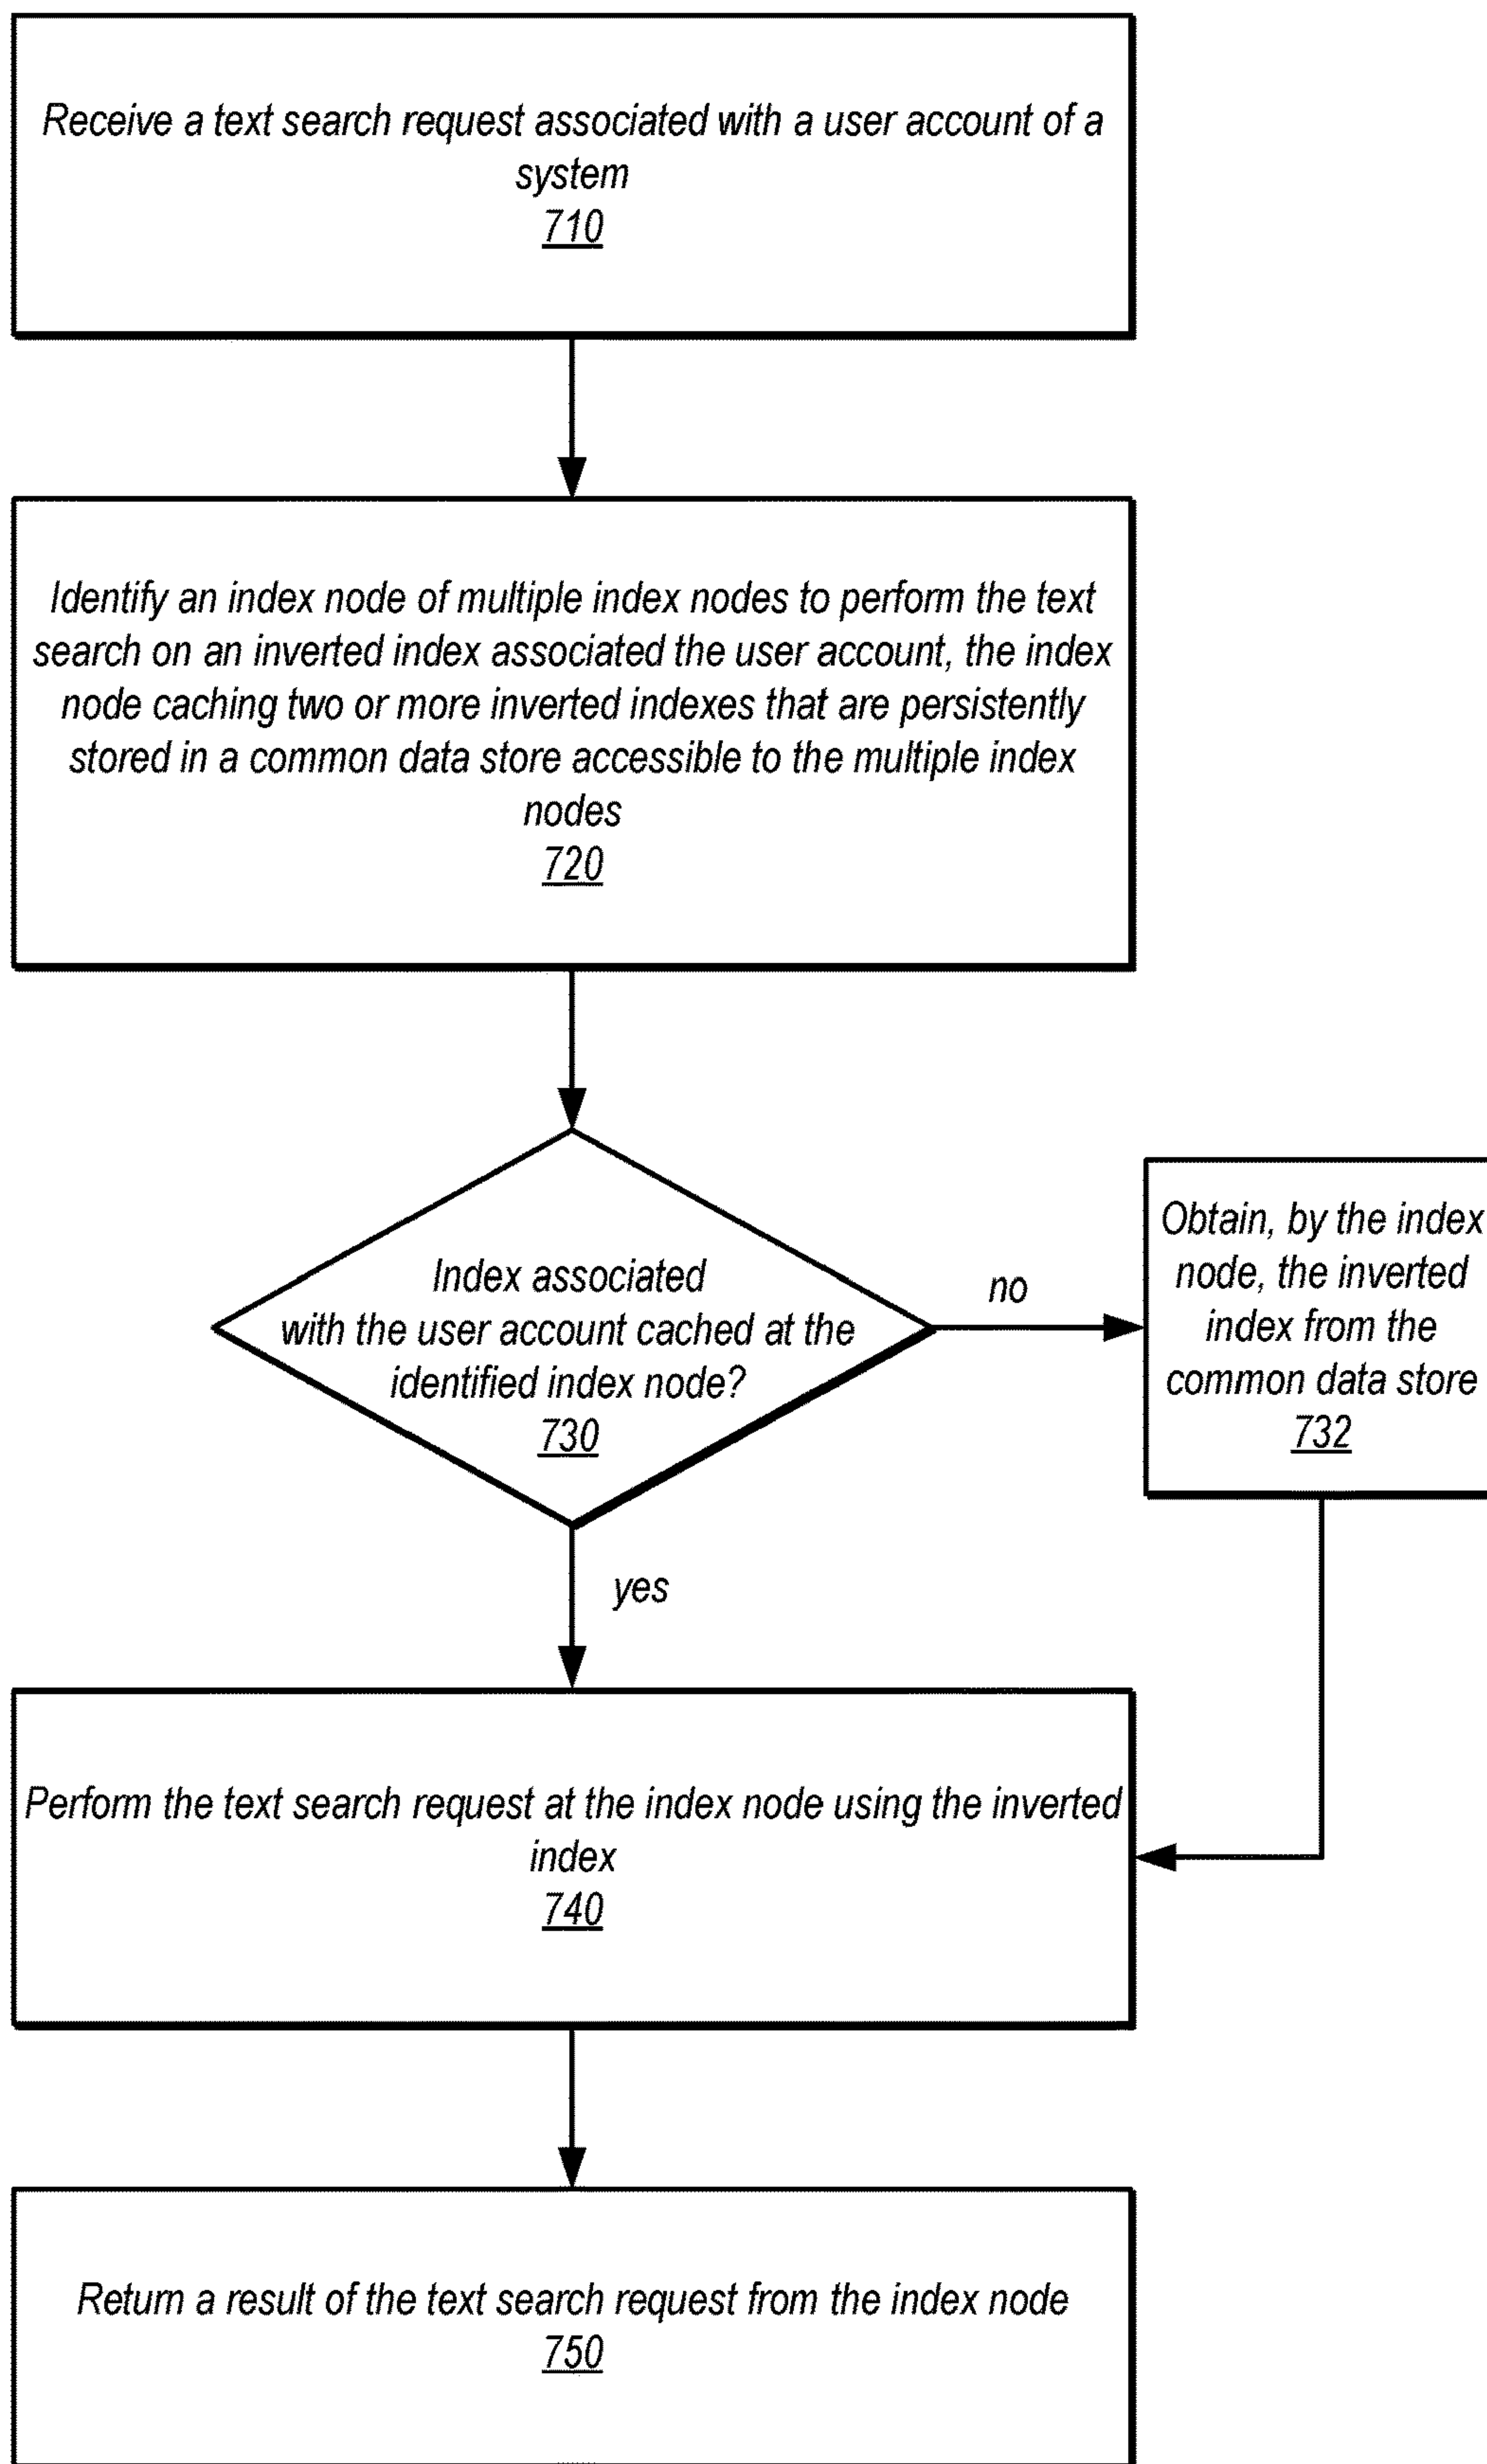 Receive a text search request associated with a user account of a
system
710
Identify an index node of multiple index nodes to perform the text
search on an inverted index associated the user account, the index
node caching two or more inverted indexes that are persistently
stored in a common data store accessible to the multiple index
nodes
720
Index associated
with the user account cached at the
identified index node?
730
no
Obtain, by the index
node, the inverted
index from the
common data store
732
yes
Perform the text search request at the index node using the inverted
index
740
Return a result of the text search request from the index node
750